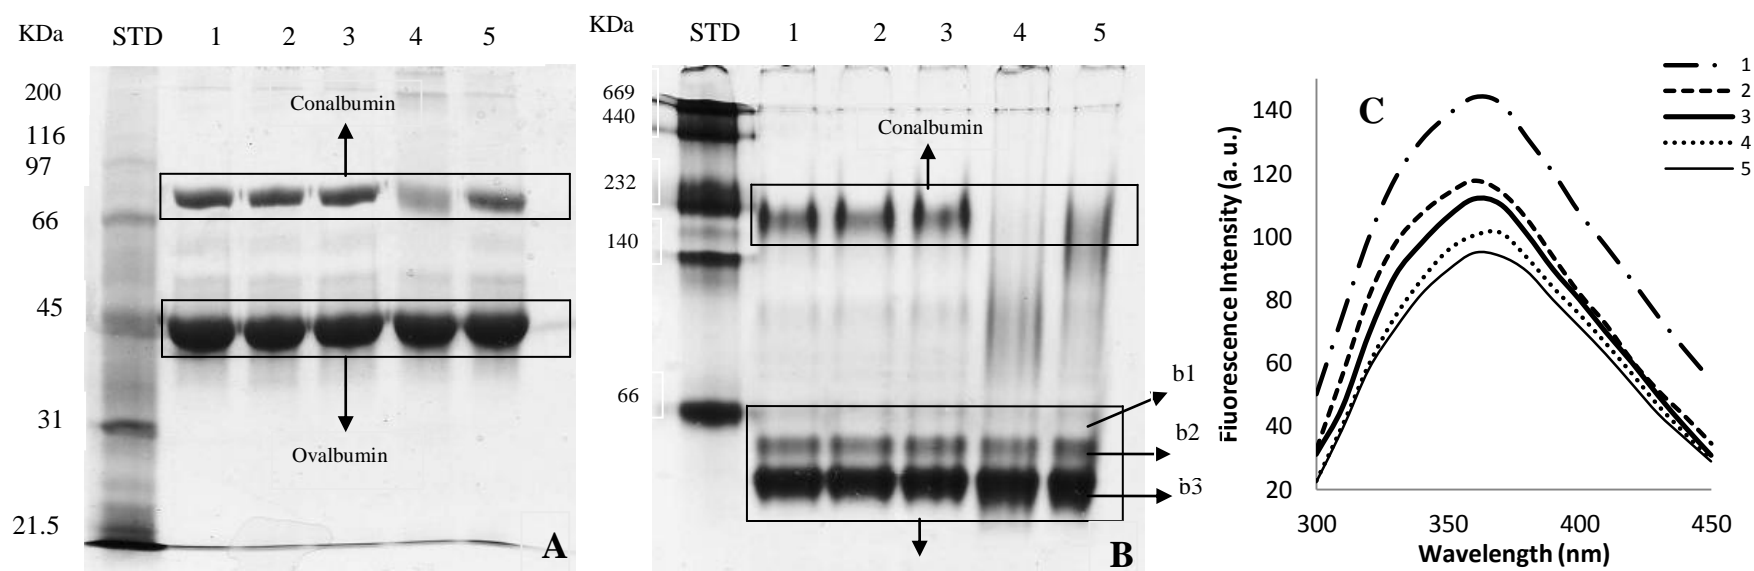 KDa STD 1 2 3 4 5
200
116
97
66
45
31
21.5
Conalbumin
Ovalbumin
A
KDa STD 1 2 3 4 5
669
440
232
140
66
Conalbumin
b1
b2
b3
B
C
1
2
3
4
5
Fluorescence Intensity (a. u.)
140
120
100
80
60
40
20
300 350 400 450
Wavelength (nm)